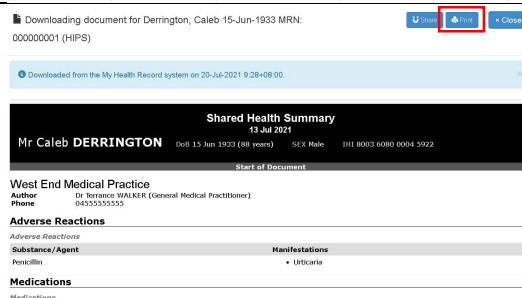 Downloading document for Derrington, Caleb 15-Jun-1933 MRN:
000000001 (HIPS)
Share Print × Close
Downloaded from the My Health Record system on 20-Jul-2021 9:28+08:00.
Shared Health Summary
13 Jul 2021
Mr Caleb DERRINGTON DoB 15 Jun 1933 (88 years) SEX Male IHI 8003 6080 0004 5922
Start of Document
West End Medical Practice
Author Dr Terrance WALKER (General Medical Practitioner)
Phone 04555555555
Adverse Reactions
Adverse Reactions
Substance/Agent Manifestations
Penicillin • Urticaria
Medications
Medications